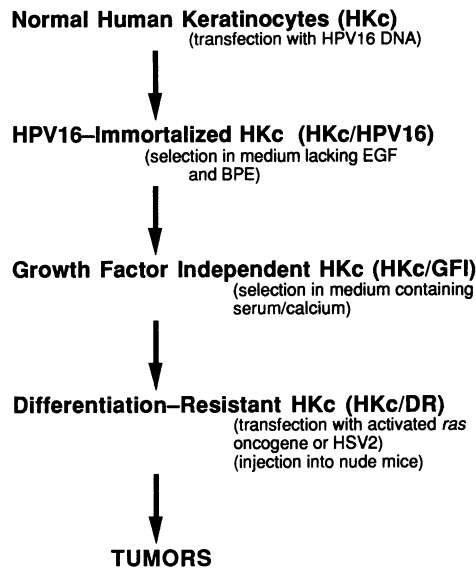 Normal Human Keratinocytes (HKc)
(transfection with HPV16 DNA)
HPV16–Immortalized HKc (HKc/HPV16)
(selection in medium lacking EGF
and BPE)
Growth Factor Independent HKc (HKc/GFI)
(selection in medium containing
serum/calcium)
Differentiation–Resistant HKc (HKc/DR)
(transfection with activated ras
oncogene or HSV2)
(injection into nude mice)
TUMORS